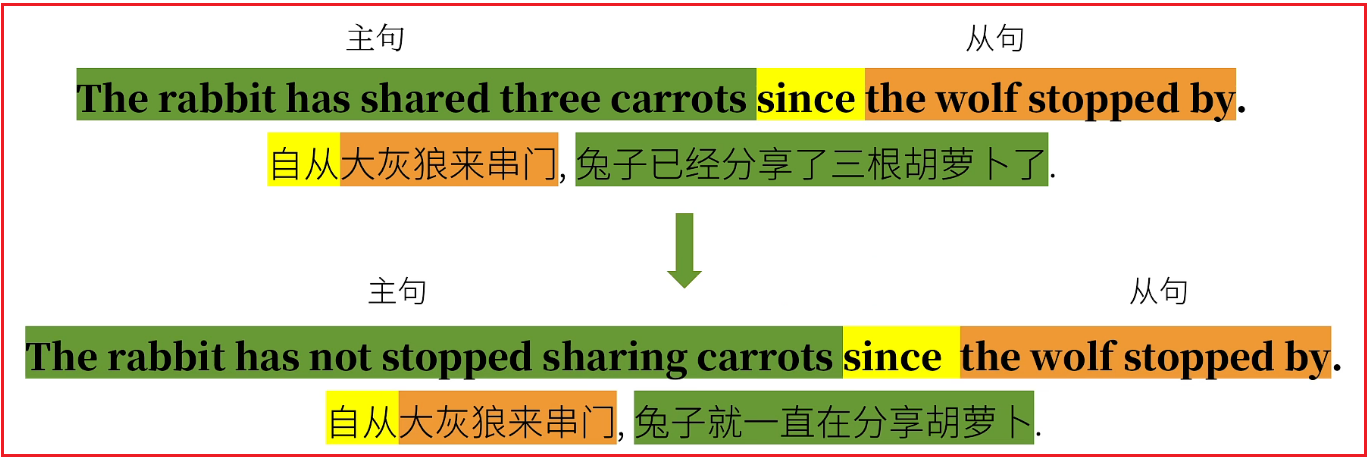 主句 从句
The rabbit has shared three carrots since the wolf stopped by.
自从大灰狼来串门, 兔子已经分享了三根胡萝卜了.
主句 从句
The rabbit has not stopped sharing carrots since the wolf stopped by.
自从大灰狼来串门, 兔子就一直在分享胡萝卜.